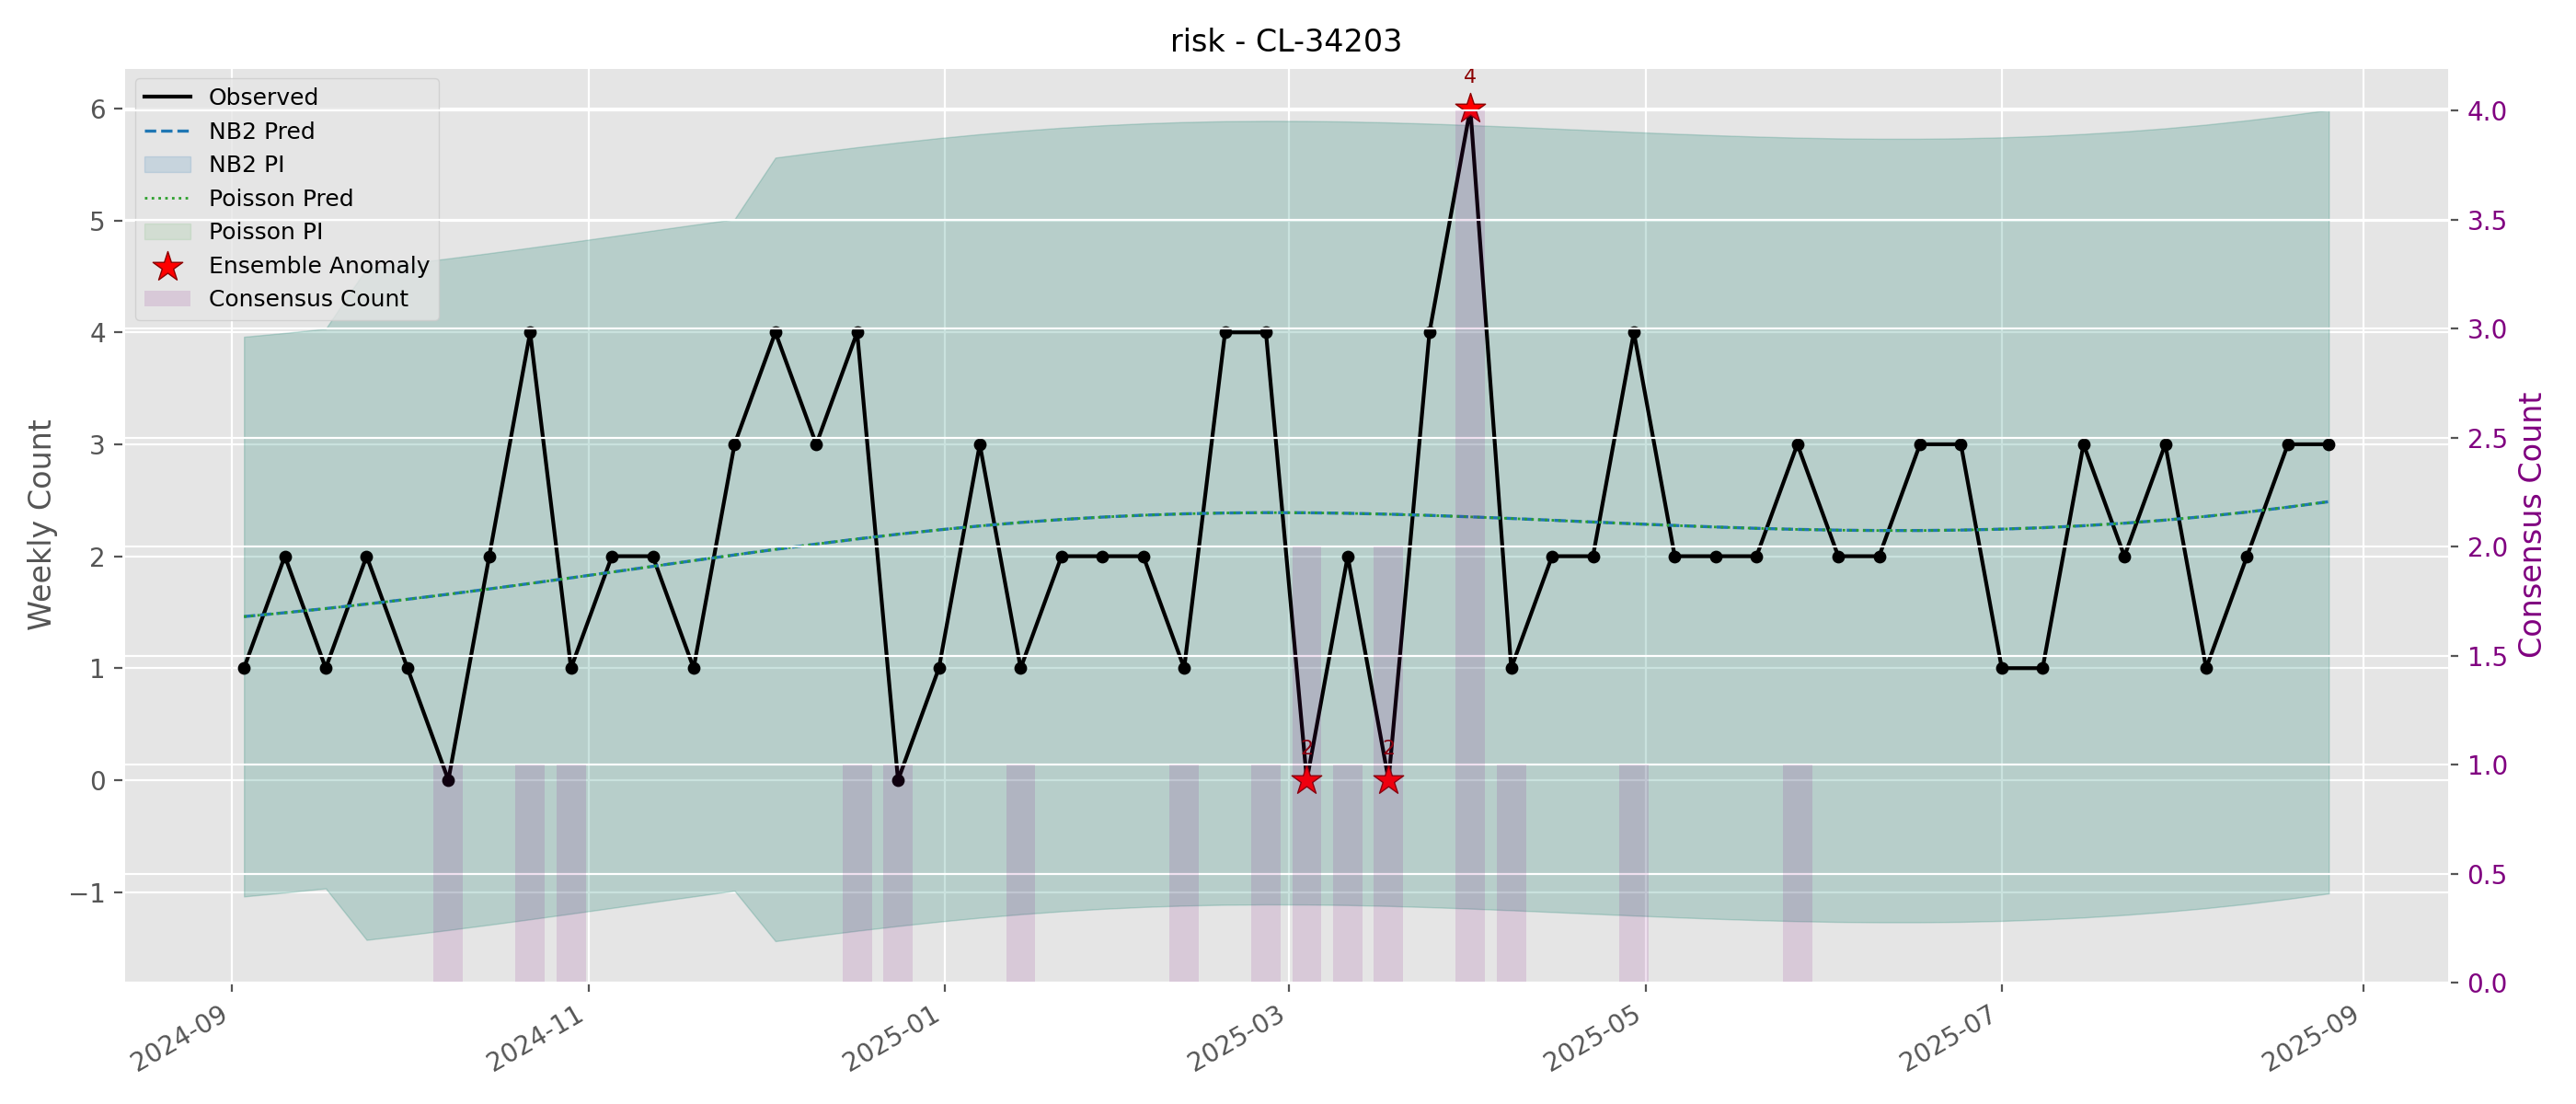 risk - CL-34203
4
Observed
NB2 Pred
NB2 PI
Poisson Pred
Poisson PI
Ensemble Anomaly
Consensus Count
6
5
4
3
2
1
0
−1
Weekly Count
2
2
4.0
3.5
3.0
2.5
2.0
1.5
1.0
0.5
0.0
Consensus Count
2024-09
2024-11
2025-01
2025-03
2025-05
2025-07
2025-09